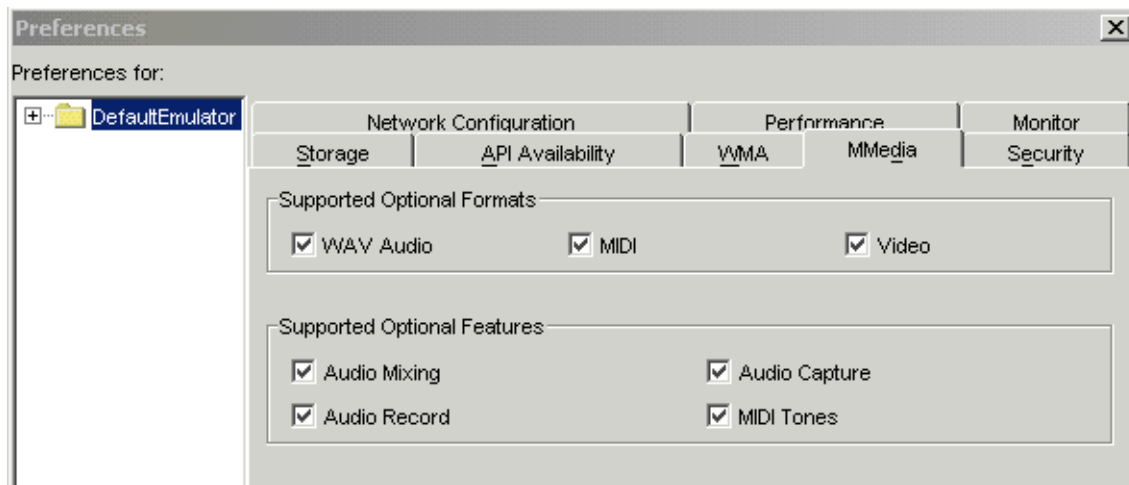 Preferences
Preferences for:
DefaultEmulator
Network Configuration
Performance
Monitor
Storage
API Availability
WMA
MMedia
Security
Supported Optional Formats
WAV Audio
MIDI
Video
Supported Optional Features
Audio Mixing
Audio Capture
Audio Record
MIDI Tones